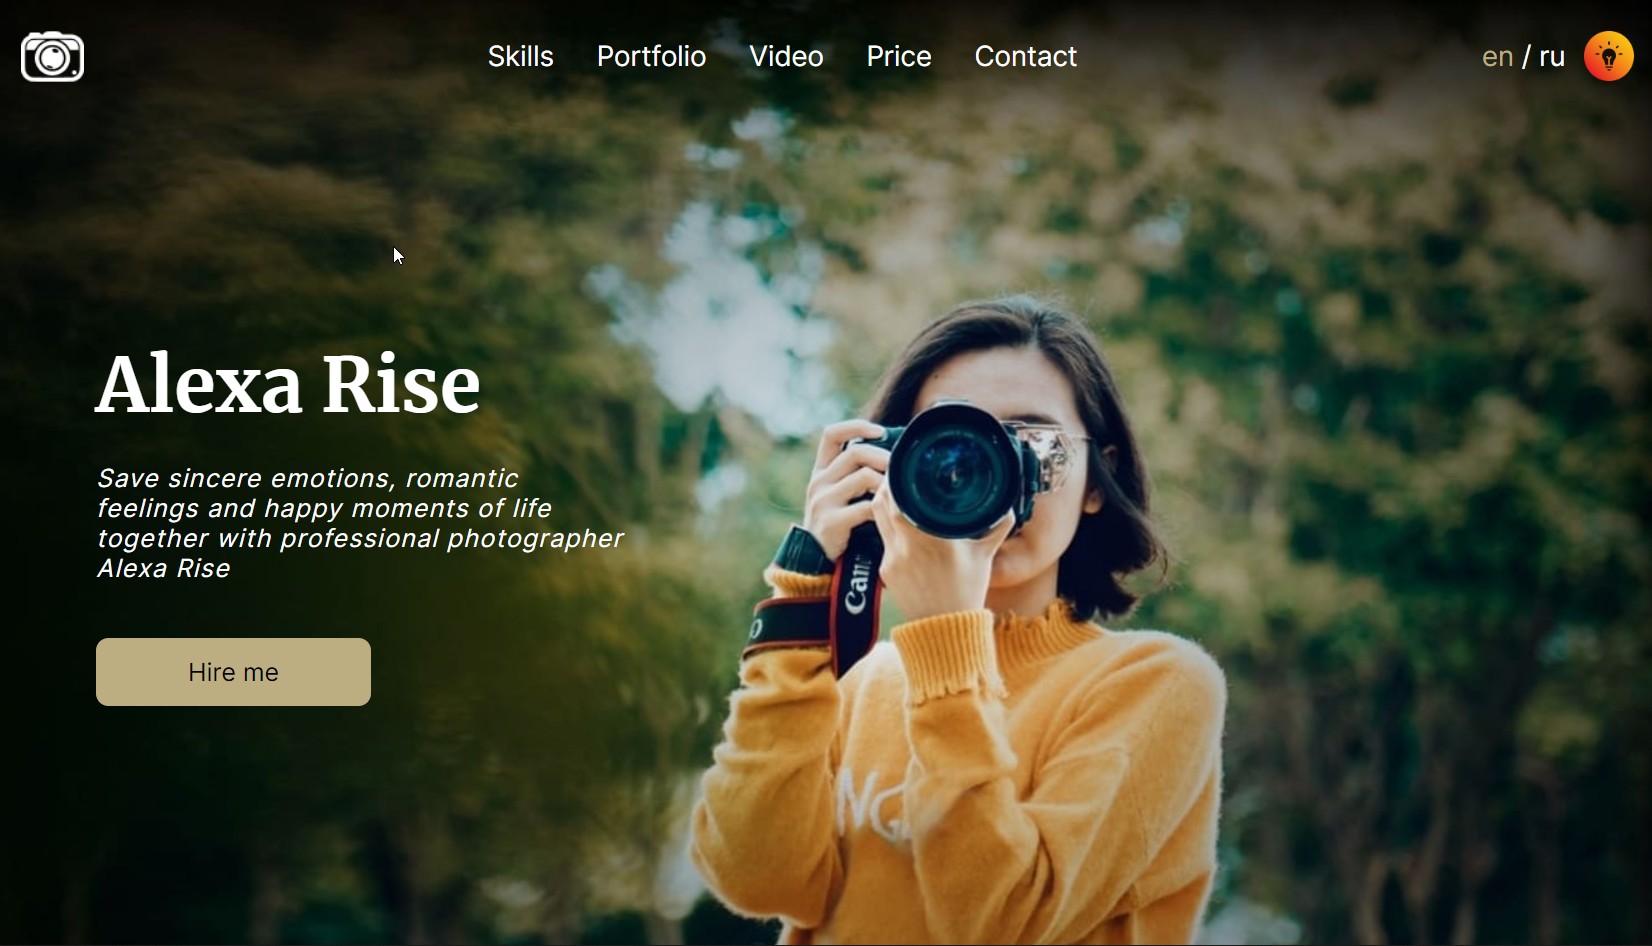 Skills Portfolio Video Price Contact en / ru
Alexa Rise
Save sincere emotions, romantic
feelings and happy moments of life
together with professional photographer
Alexa Rise
Can
Hire me